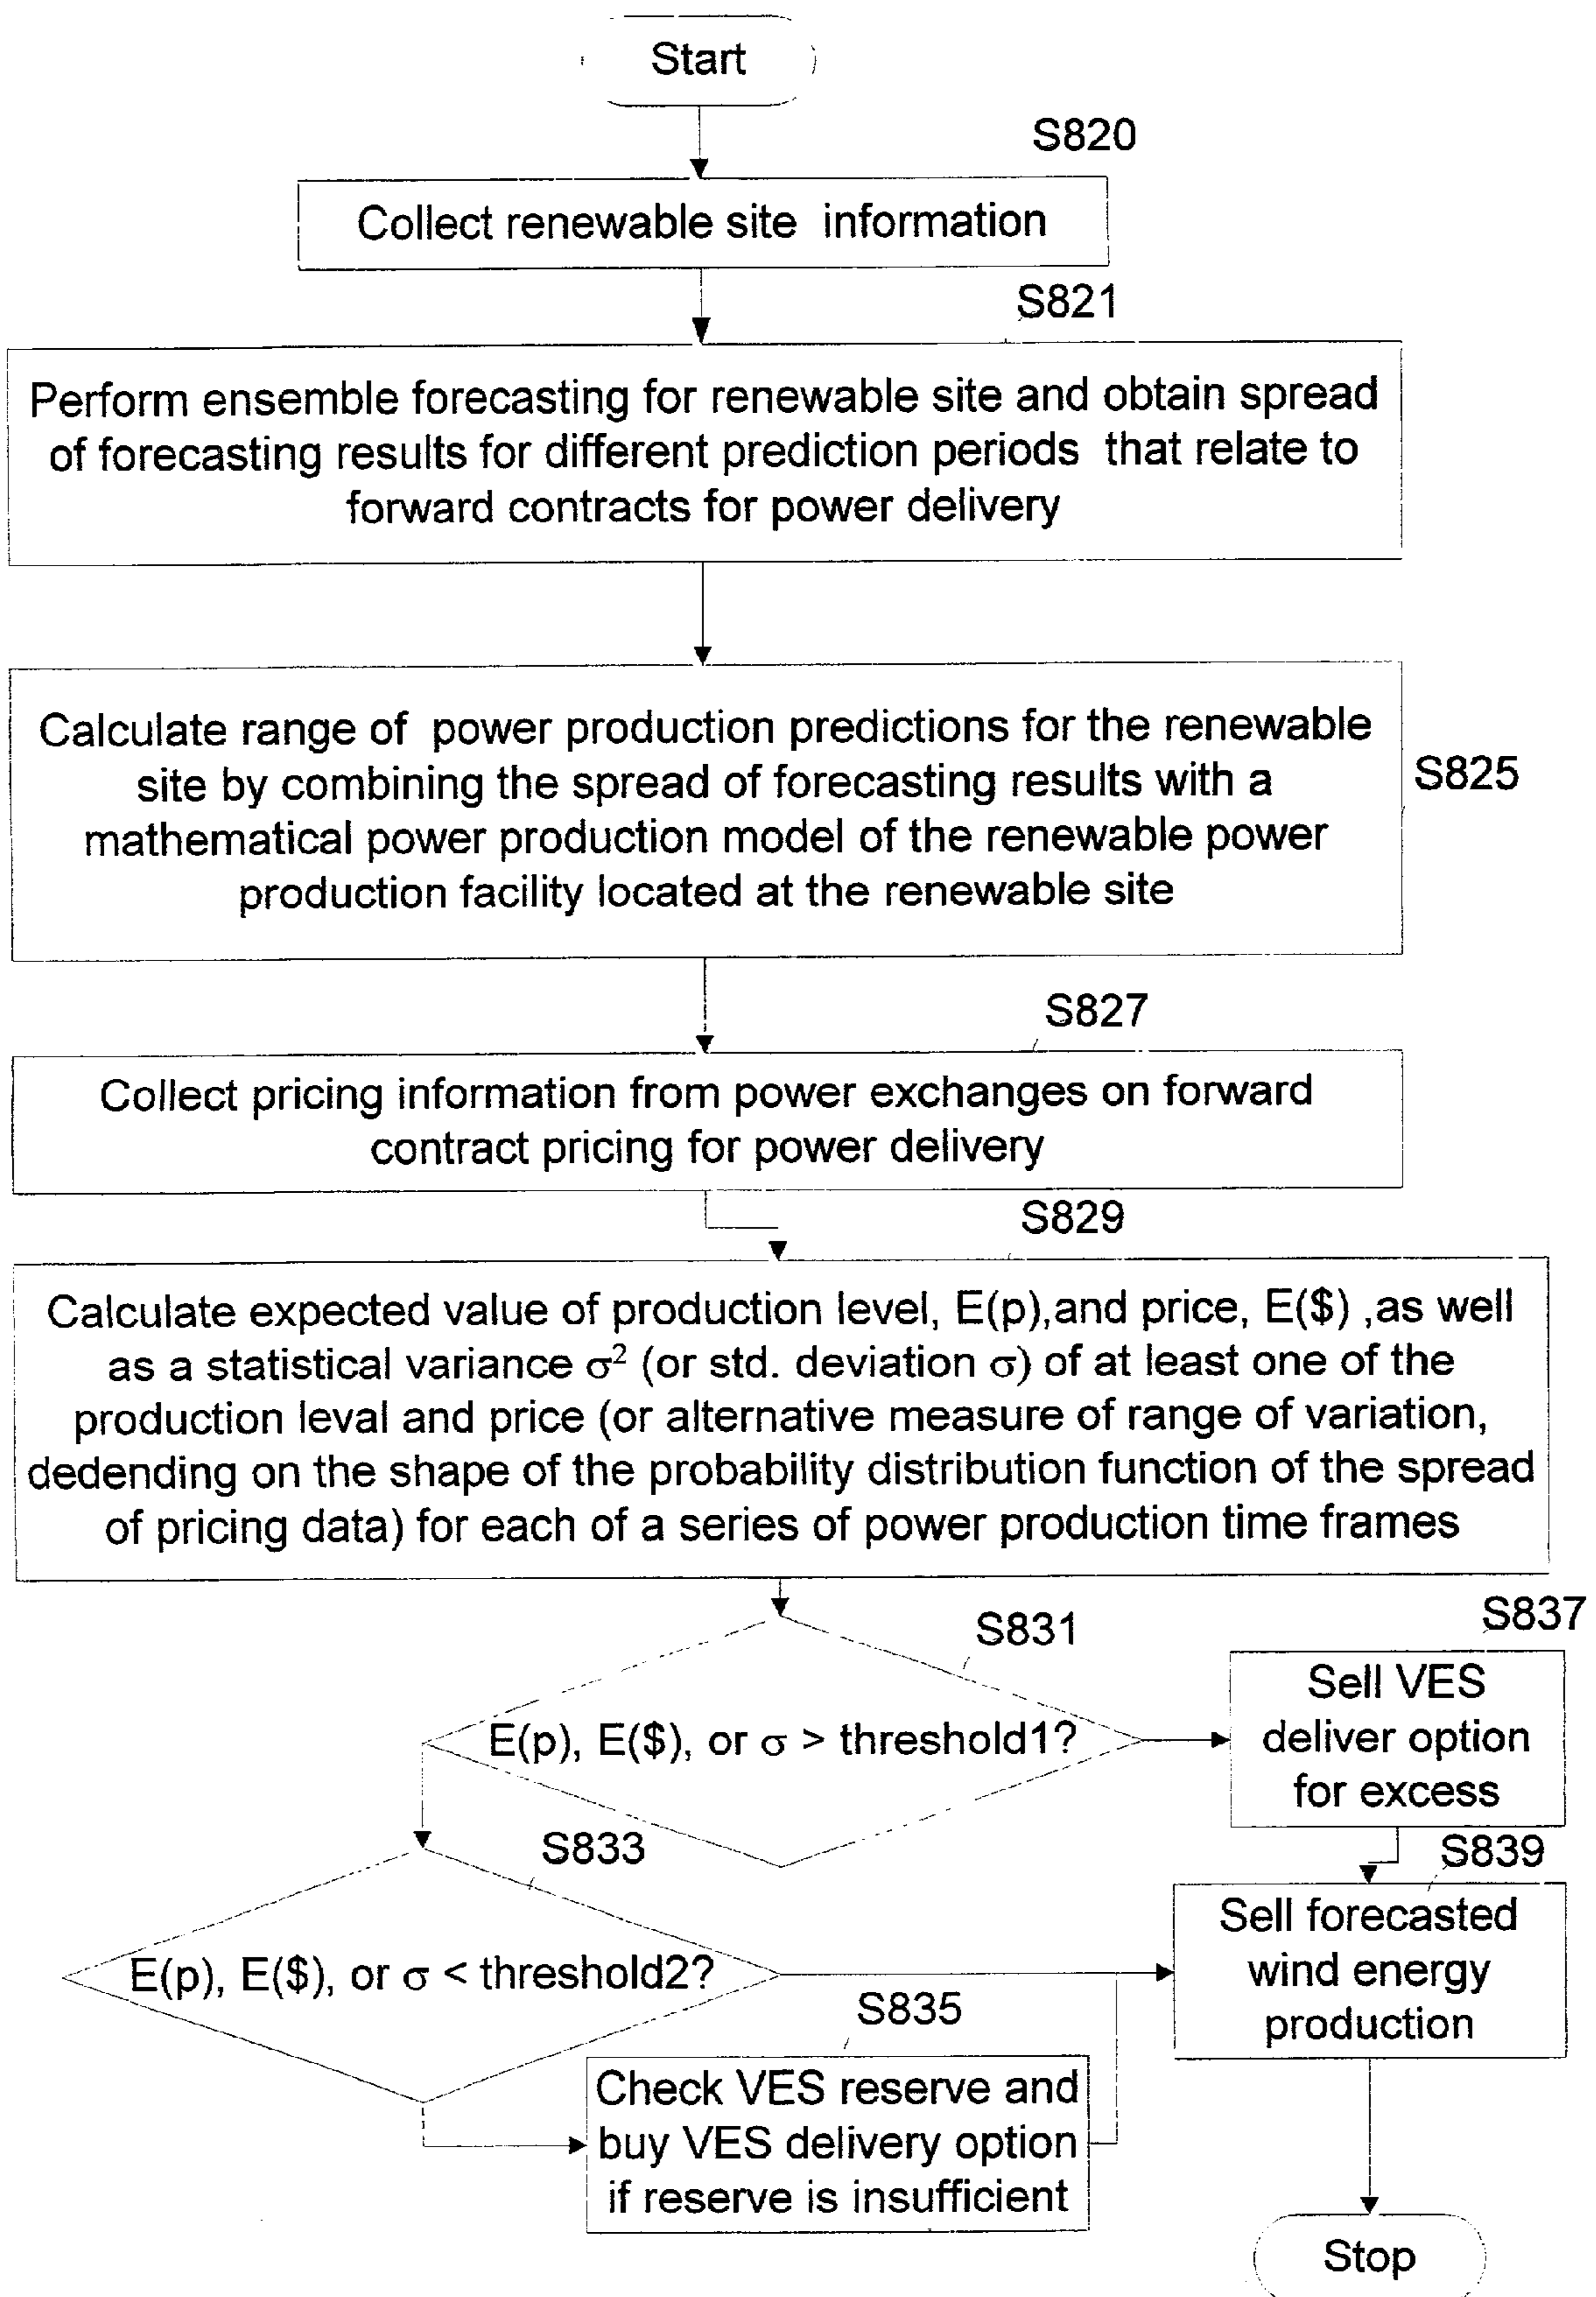 Start
S820
Collect renewable site information
S821
Perform ensemble forecasting for renewable site and obtain spread
of forecasting results for different prediction periods that relate to
forward contracts for power delivery
Calculate range of power production predictions for the renewable
site by combining the spread of forecasting results with a
mathematical power production model of the renewable power
production facility located at the renewable site
S825
S827
Collect pricing information from power exchanges on forward
contract pricing for power delivery
S829
Calculate expected value of production level, E(p),and price, E($) ,as well
as a statistical variance σ² (or std. deviation σ) of at least one of the
production leval and price (or alternative measure of range of variation,
dedending on the shape of the probability distribution function of the spread
of pricing data) for each of a series of power production time frames
S831
E(p), E($), or σ > threshold1?
S837
Sell VES
deliver option
for excess
S833
E(p), E($), or σ < threshold2?
S839
Sell forecasted
wind energy
production
S835
Check VES reserve and
buy VES delivery option
if reserve is insufficient
Stop